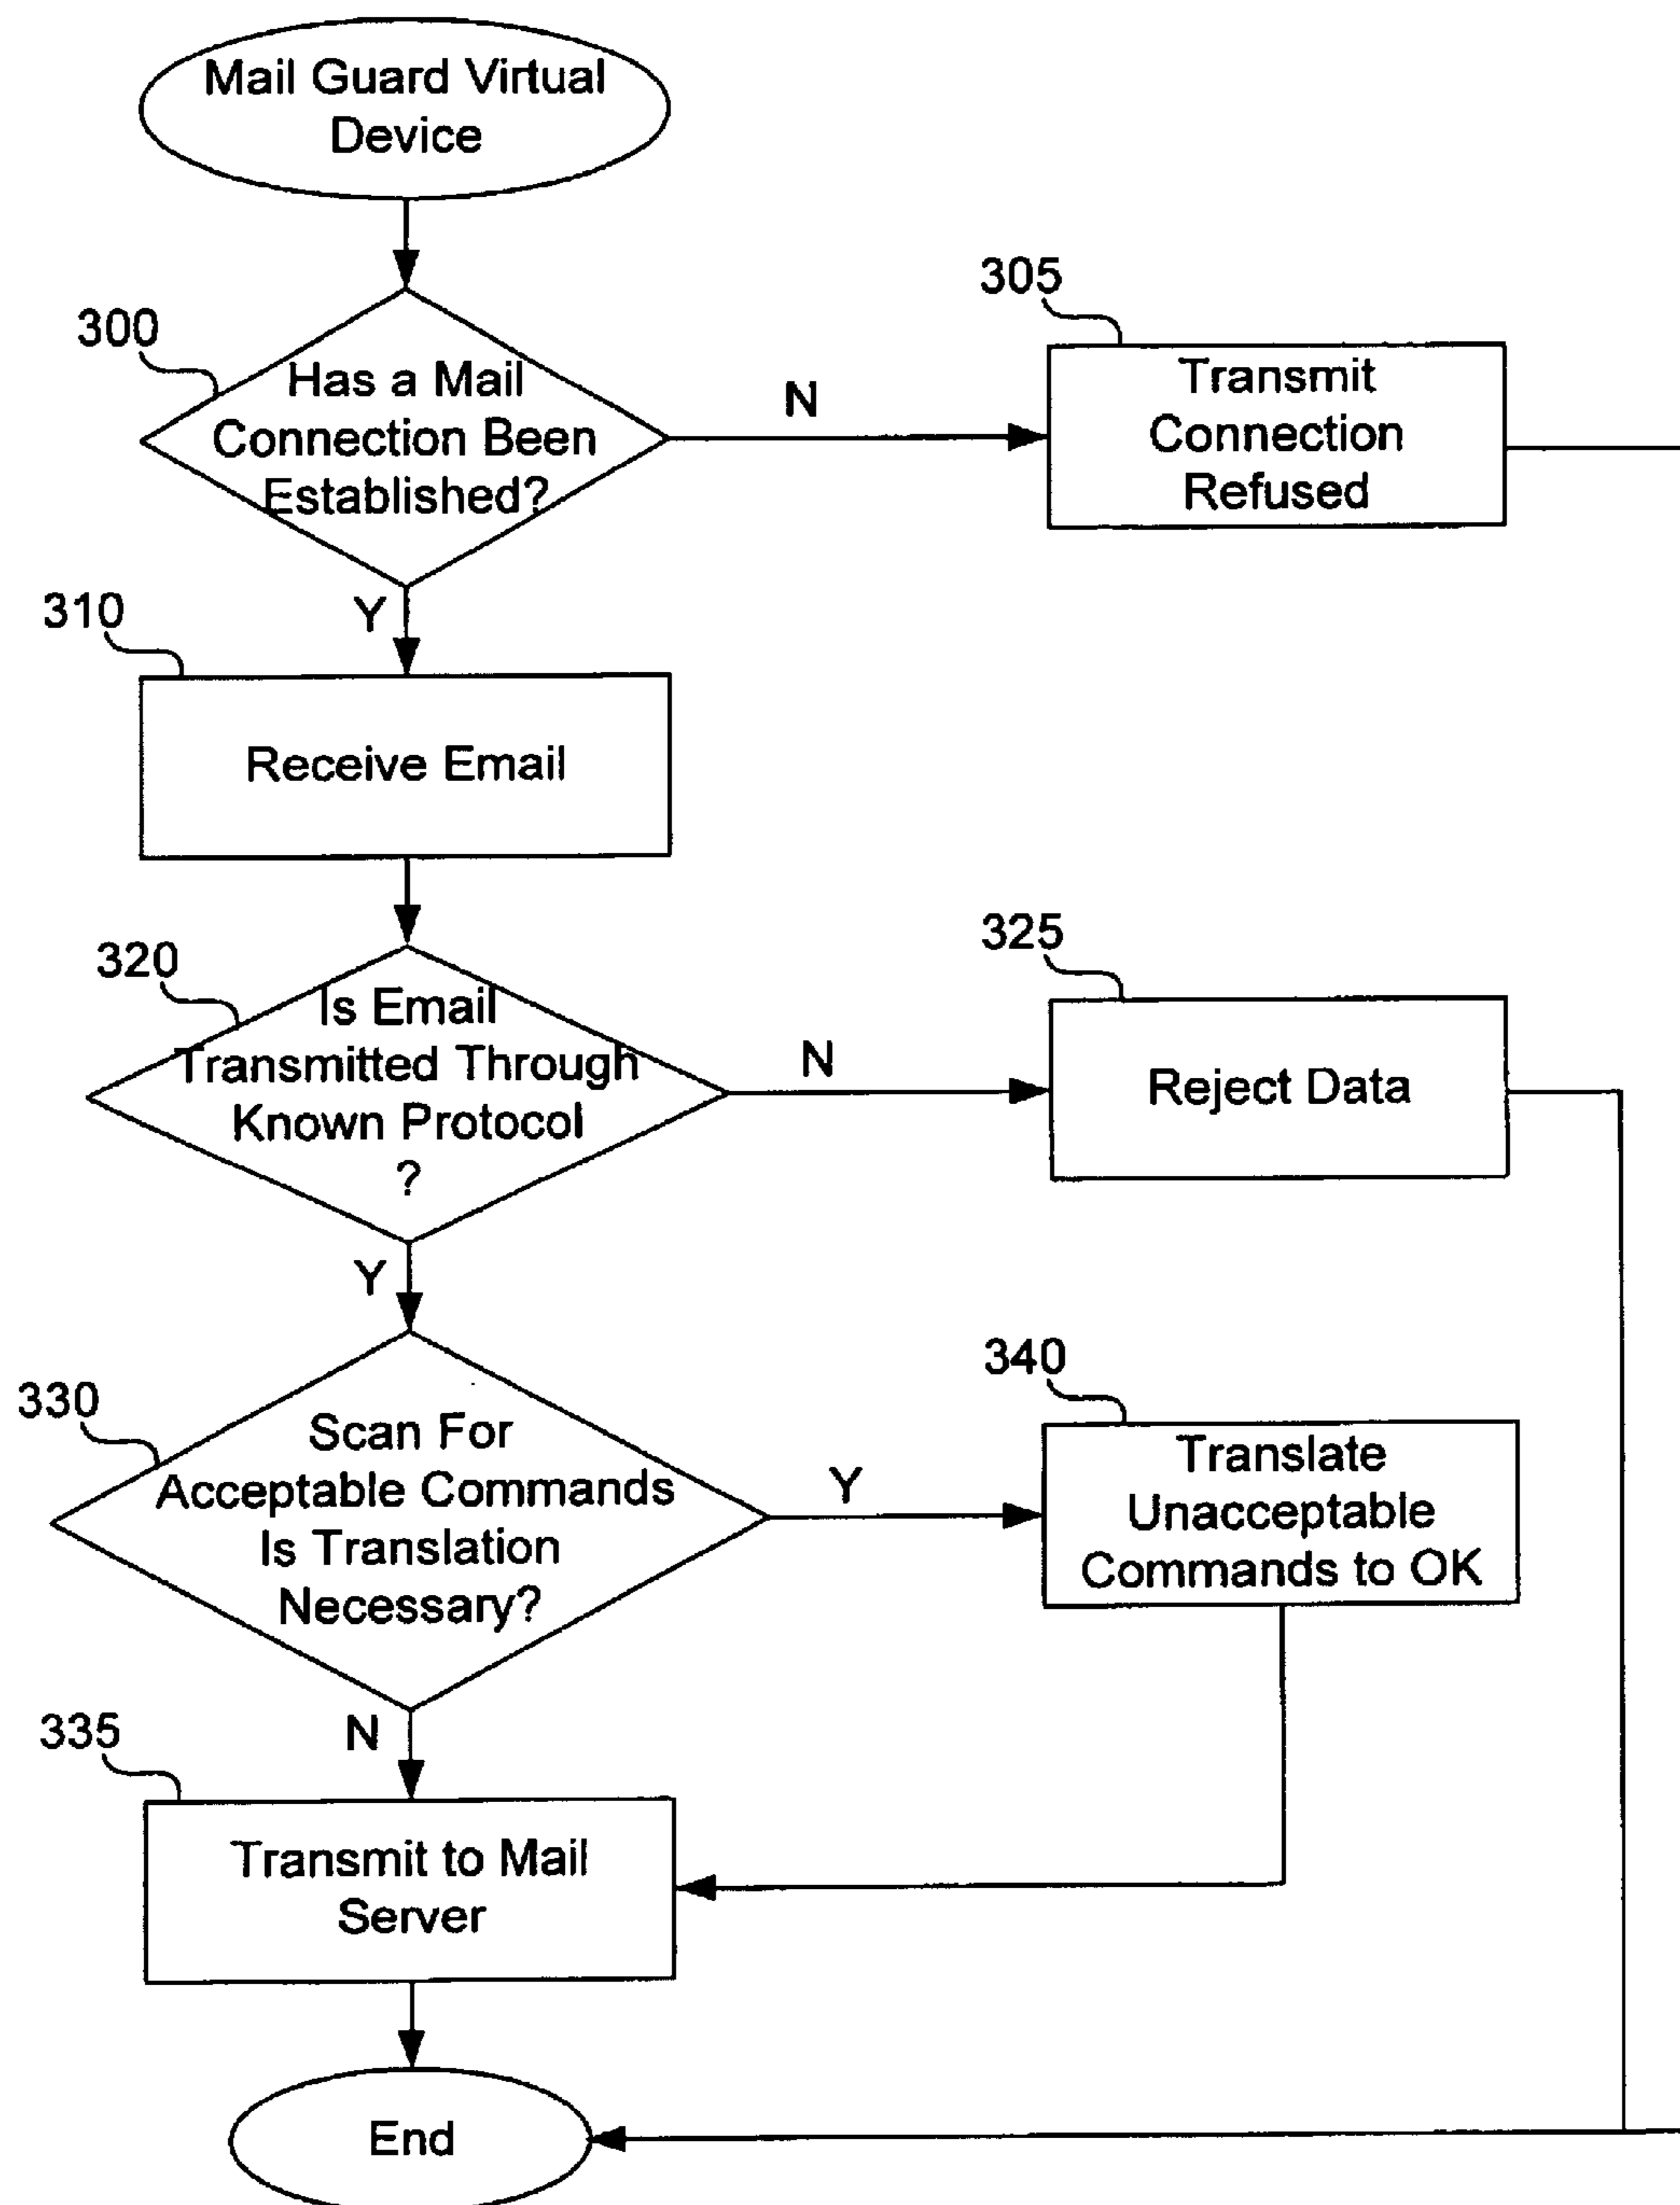 Mail Guard Virtual
Device
300
Has a Mail
Connection Been
Established?
N
305
Transmit
Connection
Refused
Y
310
Receive Email
320
Is Email
Transmitted Through
Known Protocol
?
N
325
Reject Data
Y
330
Scan For
Acceptable Commands
Is Translation
Necessary?
Y
340
Translate
Unacceptable
Commands to OK
N
335
Transmit to Mail
Server
End